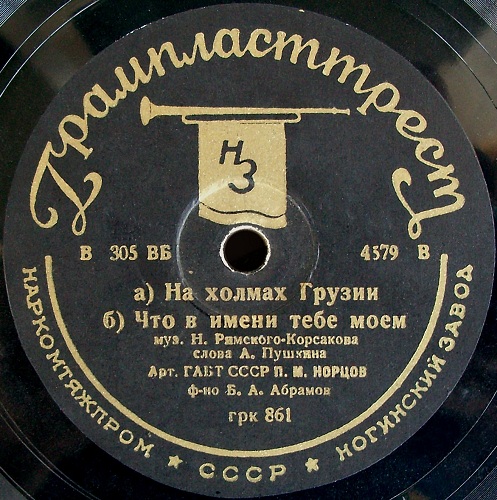 Грампласттрест
НЗ
В 305 ВБ 4579 В
а) На холмах Грузии
б) Что в имени тебе моем
муз. Н. Римского-Корсакова
слова А. Пушкина
Арт. ГАБТ СССР П. М. НОРЦОВ
ф-но Б. А. Абрамов
грк 861
НАРКОМТЯЖПРОМ ★ СССР ★ НОГИНСКИЙ ЗАВОД